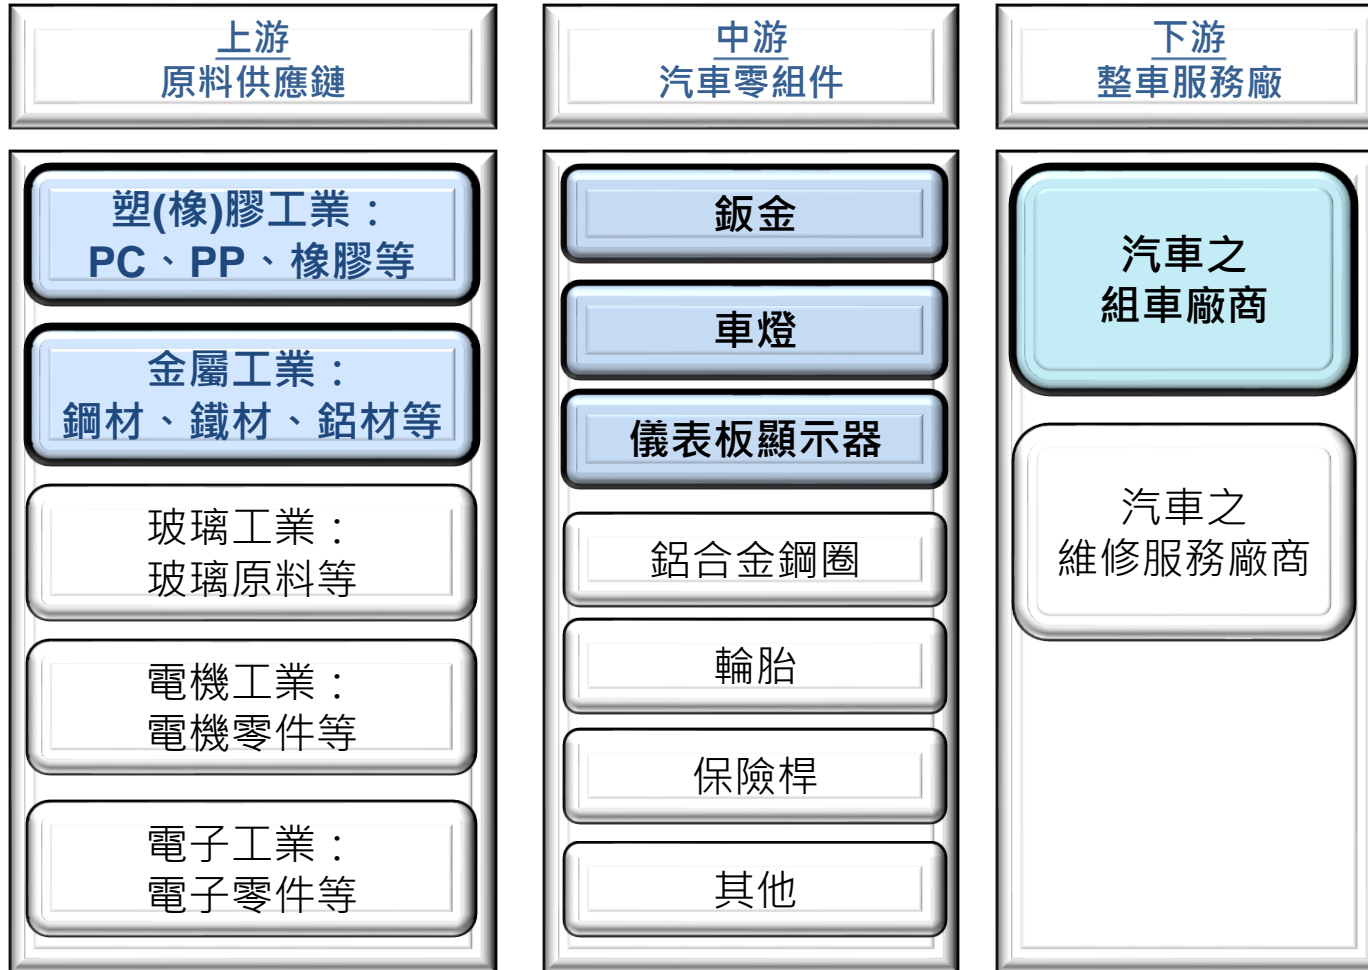 上游
原料供應鏈
中游
汽車零組件
下游
整車服務廠
塑(橡)膠工業：
PC、PP、橡膠等
金屬工業：
鋼材、鐵材、鋁材等
玻璃工業：
玻璃原料等
電機工業：
電機零件等
電子工業：
電子零件等
鈑金
車燈
儀表板顯示器
鋁合金鋼圈
輪胎
保險桿
其他
汽車之
組車廠商
汽車之
維修服務廠商